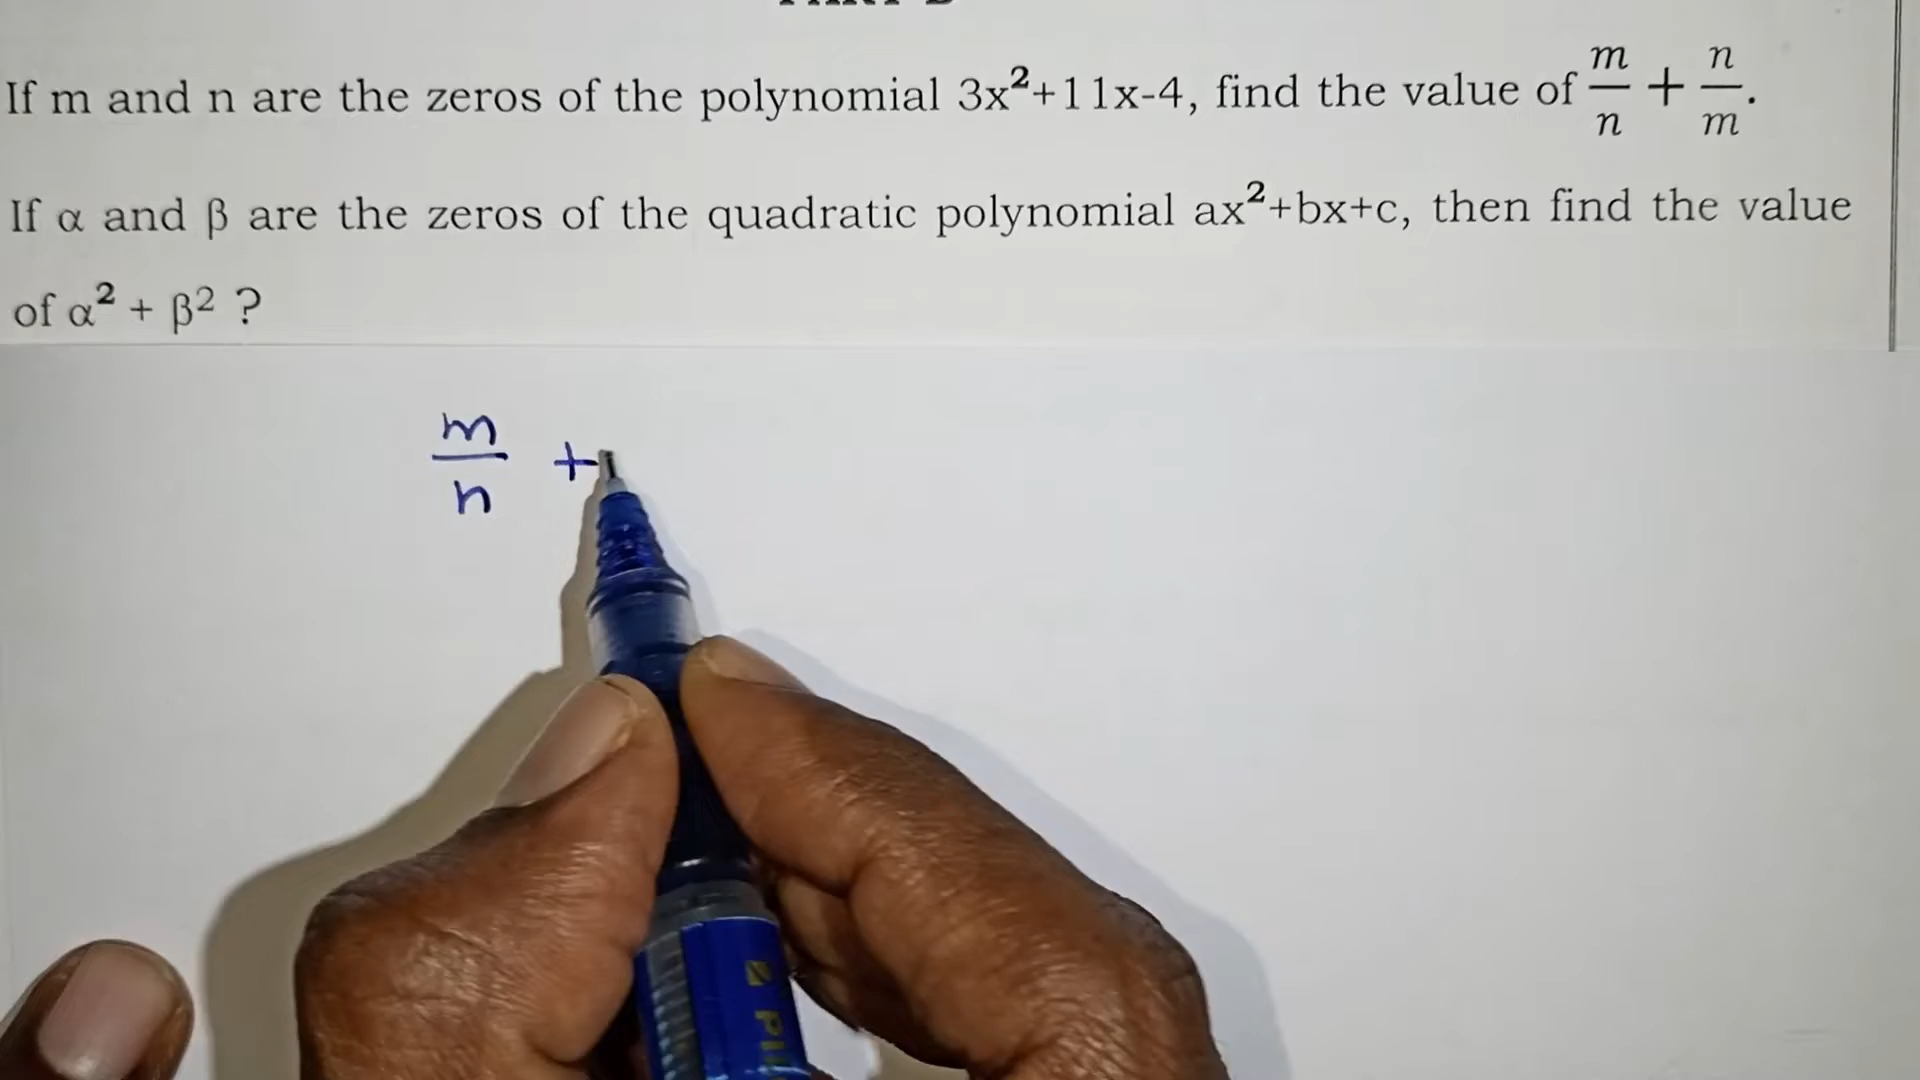 If m and n are the zeros of the polynomial 3x²+11x-4, find the value of m/n + n/m.
If α and β are the zeros of the quadratic polynomial ax²+bx+c, then find the value
of α² + β² ?
m/n +